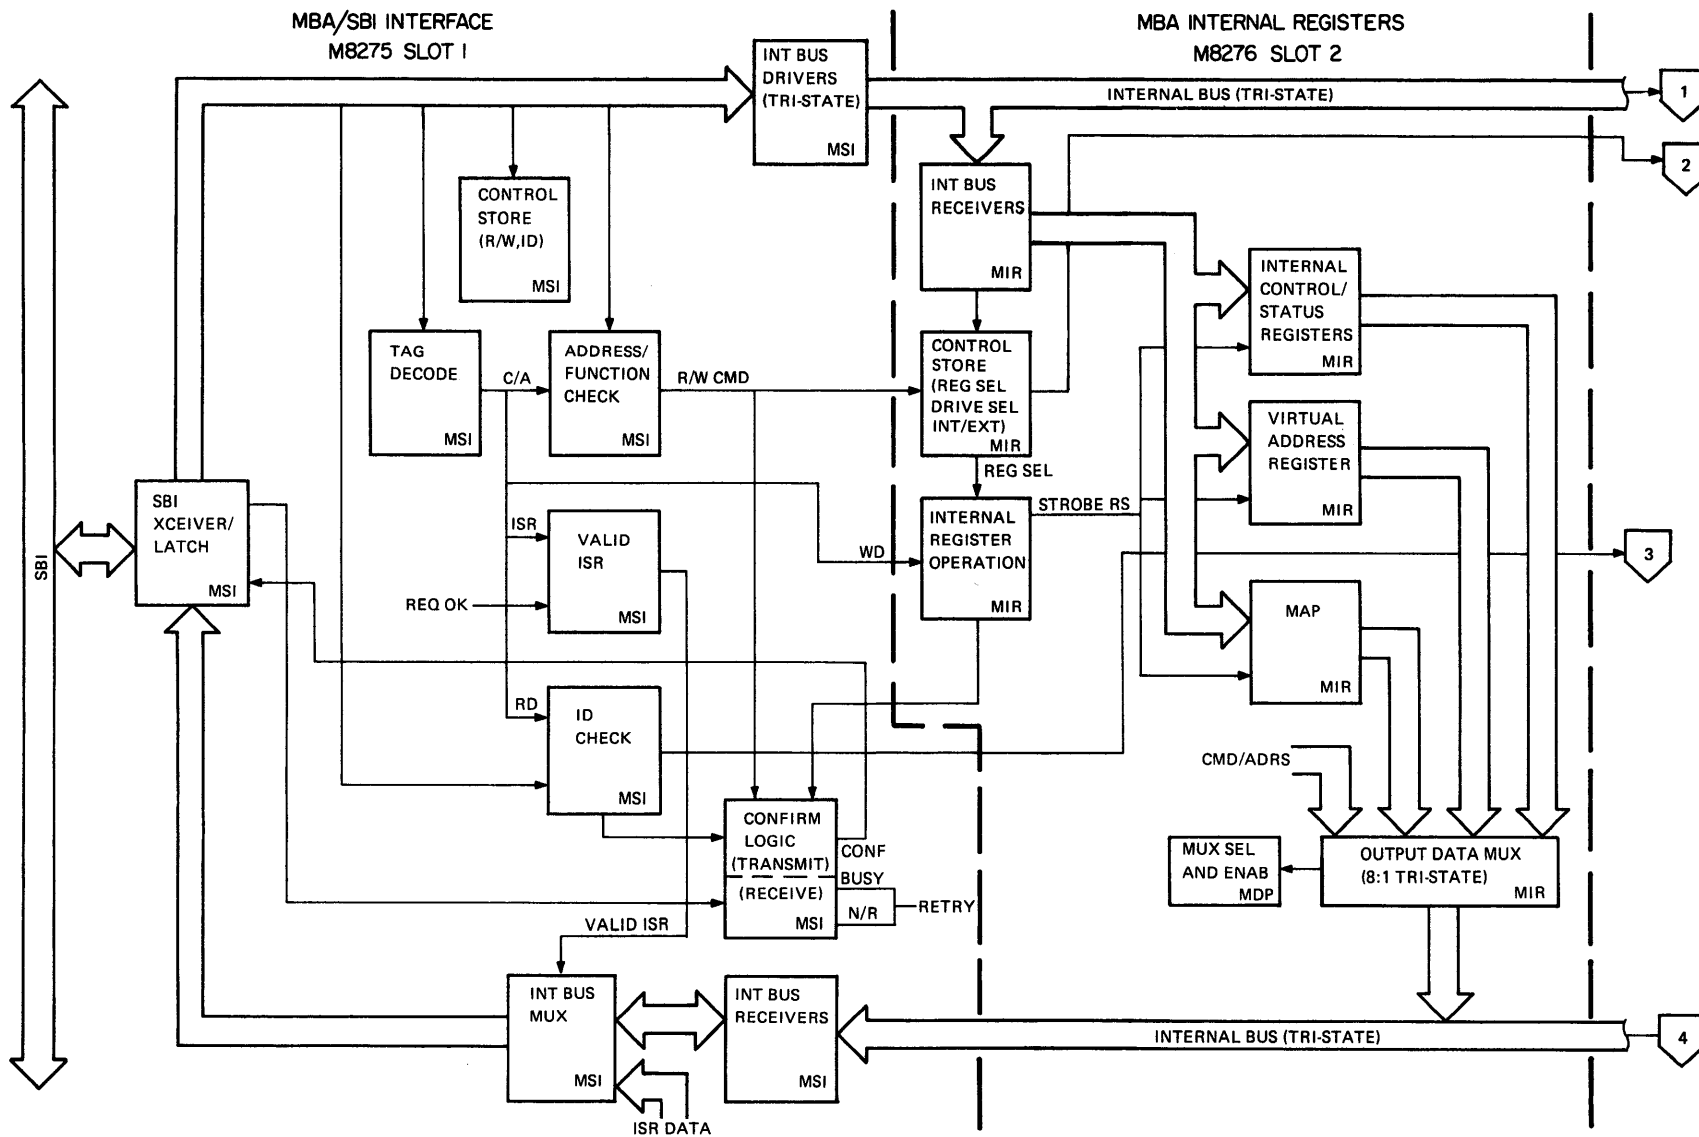 MBA/SBI INTERFACE
M8275 SLOT 1
MBA INTERNAL REGISTERS
M8276 SLOT 2
INT BUS
DRIVERS
(TRI-STATE)
MSI
INTERNAL BUS (TRI-STATE)
1
2
CONTROL
STORE
(R/W,ID)
MSI
INT BUS
RECEIVERS
MIR
INTERNAL
CONTROL/
STATUS
REGISTERS
MIR
TAG
DECODE
MSI
C/A
ADDRESS/
FUNCTION
CHECK
MSI
R/W CMD
CONTROL
STORE
(REG SEL
DRIVE SEL
INT/EXT)
MIR
REG SEL
VIRTUAL
ADDRESS
REGISTER
MIR
SBI
SBI
XCEIVER/
LATCH
MSI
ISR
VALID
ISR
MSI
REQ OK
WD
INTERNAL
REGISTER
OPERATION
MIR
STROBE RS
3
MAP
MIR
RD
ID
CHECK
MSI
CMD/ADRS
CONFIRM
LOGIC
(TRANSMIT)
(RECEIVE)
MSI
CONF
BUSY
N/R
RETRY
MUX SEL
AND ENAB
MDP
OUTPUT DATA MUX
(8:1 TRI-STATE)
MIR
VALID ISR
INT BUS
MUX
MSI
INT BUS
RECEIVERS
MSI
INTERNAL BUS (TRI-STATE)
4
ISR DATA